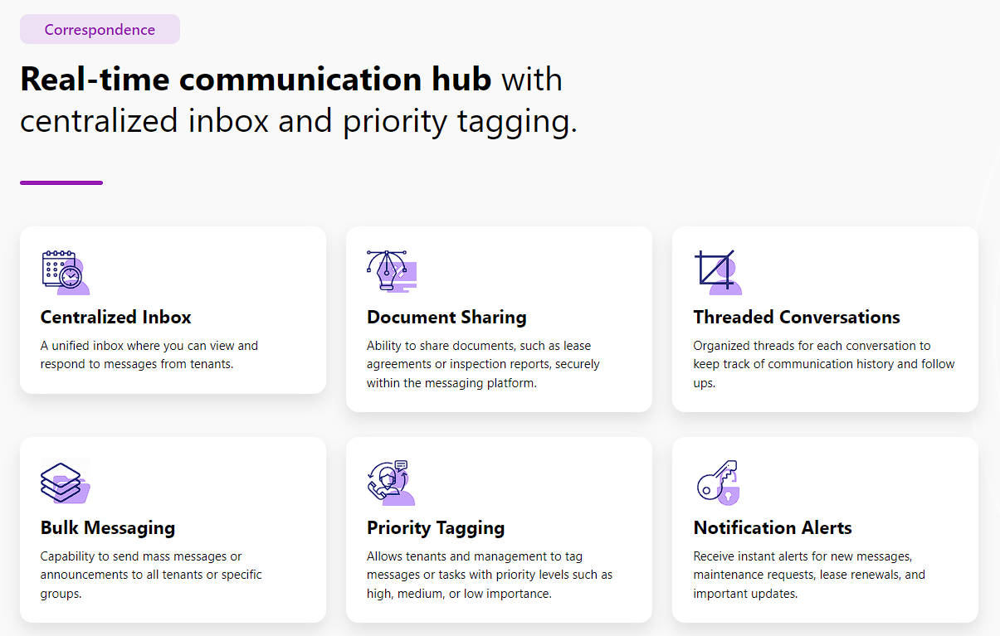 Correspondence
Real-time communication hub with
centralized inbox and priority tagging.
Centralized Inbox
A unified inbox where you can view and
respond to messages from tenants.
Document Sharing
Ability to share documents, such as lease
agreements or inspection reports, securely
within the messaging platform.
Threaded Conversations
Organized threads for each conversation to
keep track of communication history and follow
ups.
Bulk Messaging
Capability to send mass messages or
announcements to all tenants or specific
groups.
Priority Tagging
Allows tenants and management to tag
messages or tasks with priority levels such as
high, medium, or low importance.
Notification Alerts
Receive instant alerts for new messages,
maintenance requests, lease renewals, and
important updates.